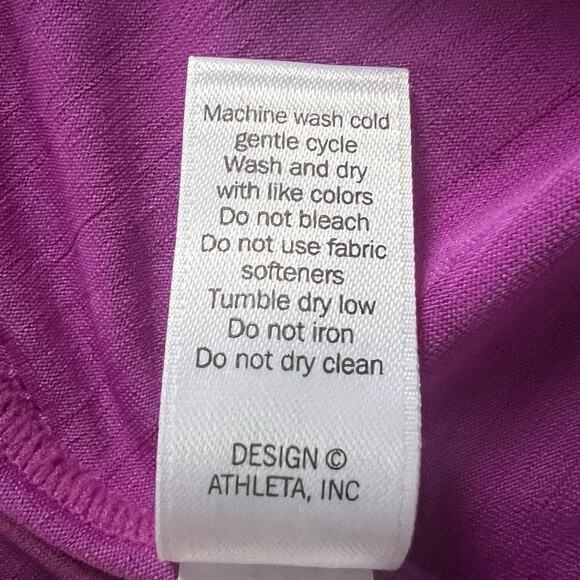 Machine wash cold
gentle cycle
Wash and dry
with like colors
Do not bleach
Do not use fabric
softeners
Tumble dry low
Do not iron
Do not dry clean
DESIGN ©
ATHLETA, INC